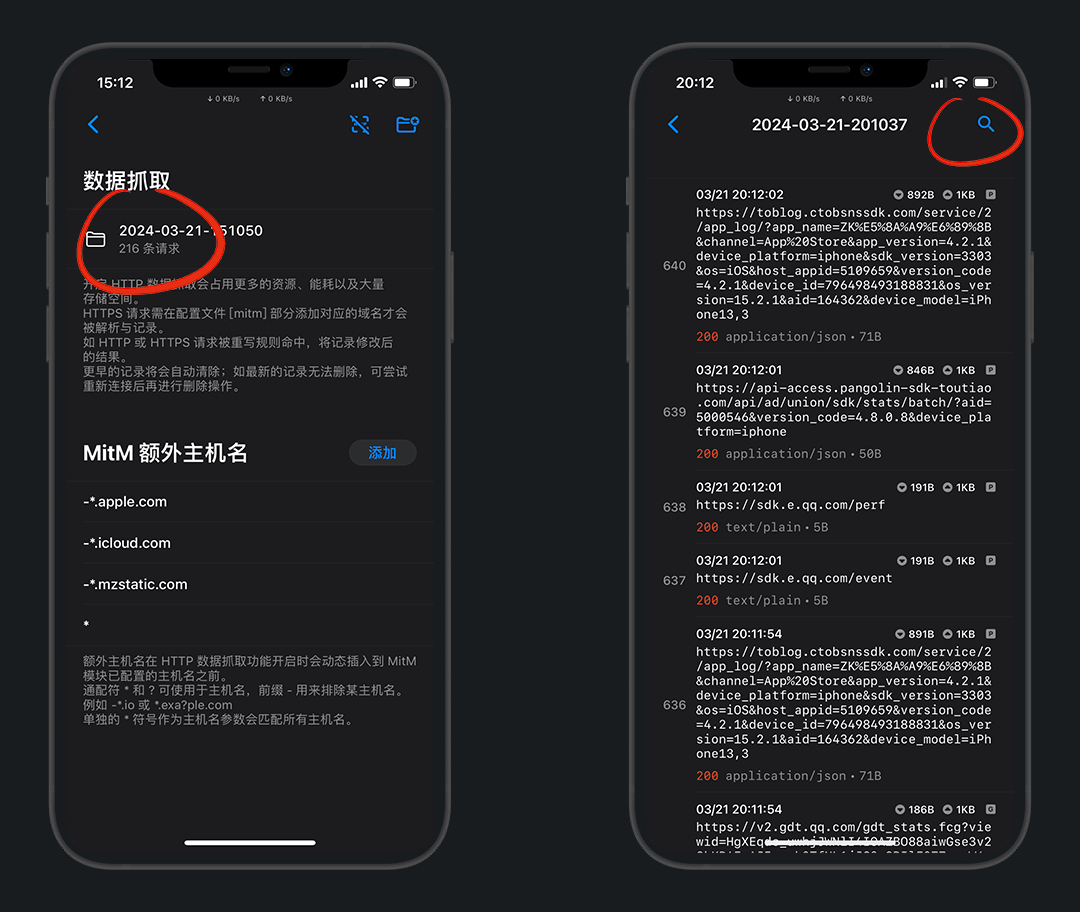 15:12
↓ 0 KB/s ↑ 0 KB/s
数据抓取
2024-03-21-151050
216 条请求
开启 HTTP 数据抓取会占用更多的资源、能耗以及大量
存储空间。
HTTPS 请求需在配置文件 [mitm] 部分添加对应的域名才会
被解析与记录。
如 HTTP 或 HTTPS 请求被重写规则命中，将记录修改后
的结果。
更早的记录将会自动清除；如最新的记录无法删除，可尝试
重新连接后再进行删除操作。
MitM 额外主机名
添加
-*.apple.com
-*.icloud.com
-*.mzstatic.com
*
额外主机名在 HTTP 数据抓取功能开启时会动态插入到 MitM
模块已配置的主机名之前。
通配符 * 和 ? 可使用于主机名，前缀 - 用来排除某主机名。
例如 -*.io 或 *.exa?ple.com
单独的 * 符号作为主机名参数会匹配所有主机名。
20:12
↓ 0 KB/s ↑ 0 KB/s
2024-03-21-201037
640
03/21 20:12:02 892B 1KB P
https://toblog.ctobsnssdk.com/service/2
/app_log/?app_name=ZK%E5%8A%A9%E6%89%8B
&channel=App%20Store&app_version=4.2.1&
device_platform=iphone&sdk_version=3303
&os=iOS&host_appid=5109659&version_code
=4.2.1&device_id=796498493188831&os_ver
sion=15.2.1&aid=164362&device_model=iPh
one13,3
200 application/json • 71B
639
03/21 20:12:01 846B 1KB P
https://api-access.pangolin-sdk-toutiao
.com/api/ad/union/sdk/stats/batch/?aid=
5000546&version_code=4.8.0.8&device_pla
tform=iphone
200 application/json • 50B
638
03/21 20:12:01 191B 1KB P
https://sdk.e.qq.com/perf
200 text/plain • 5B
637
03/21 20:12:01 191B 1KB P
https://sdk.e.qq.com/event
200 text/plain • 5B
636
03/21 20:11:54 891B 1KB P
https://toblog.ctobsnssdk.com/service/2
/app_log/?app_name=ZK%E5%8A%A9%E6%89%8B
&channel=App%20Store&app_version=4.2.1&
device_platform=iphone&sdk_version=3303
&os=iOS&host_appid=5109659&version_code
=4.2.1&device_id=796498493188831&os_ver
sion=15.2.1&aid=164362&device_model=iPh
one13,3
200 application/json • 71B
03/21 20:11:54 186B 1KB G
https://v2.gdt.qq.com/gdt_stats.fcg?vie